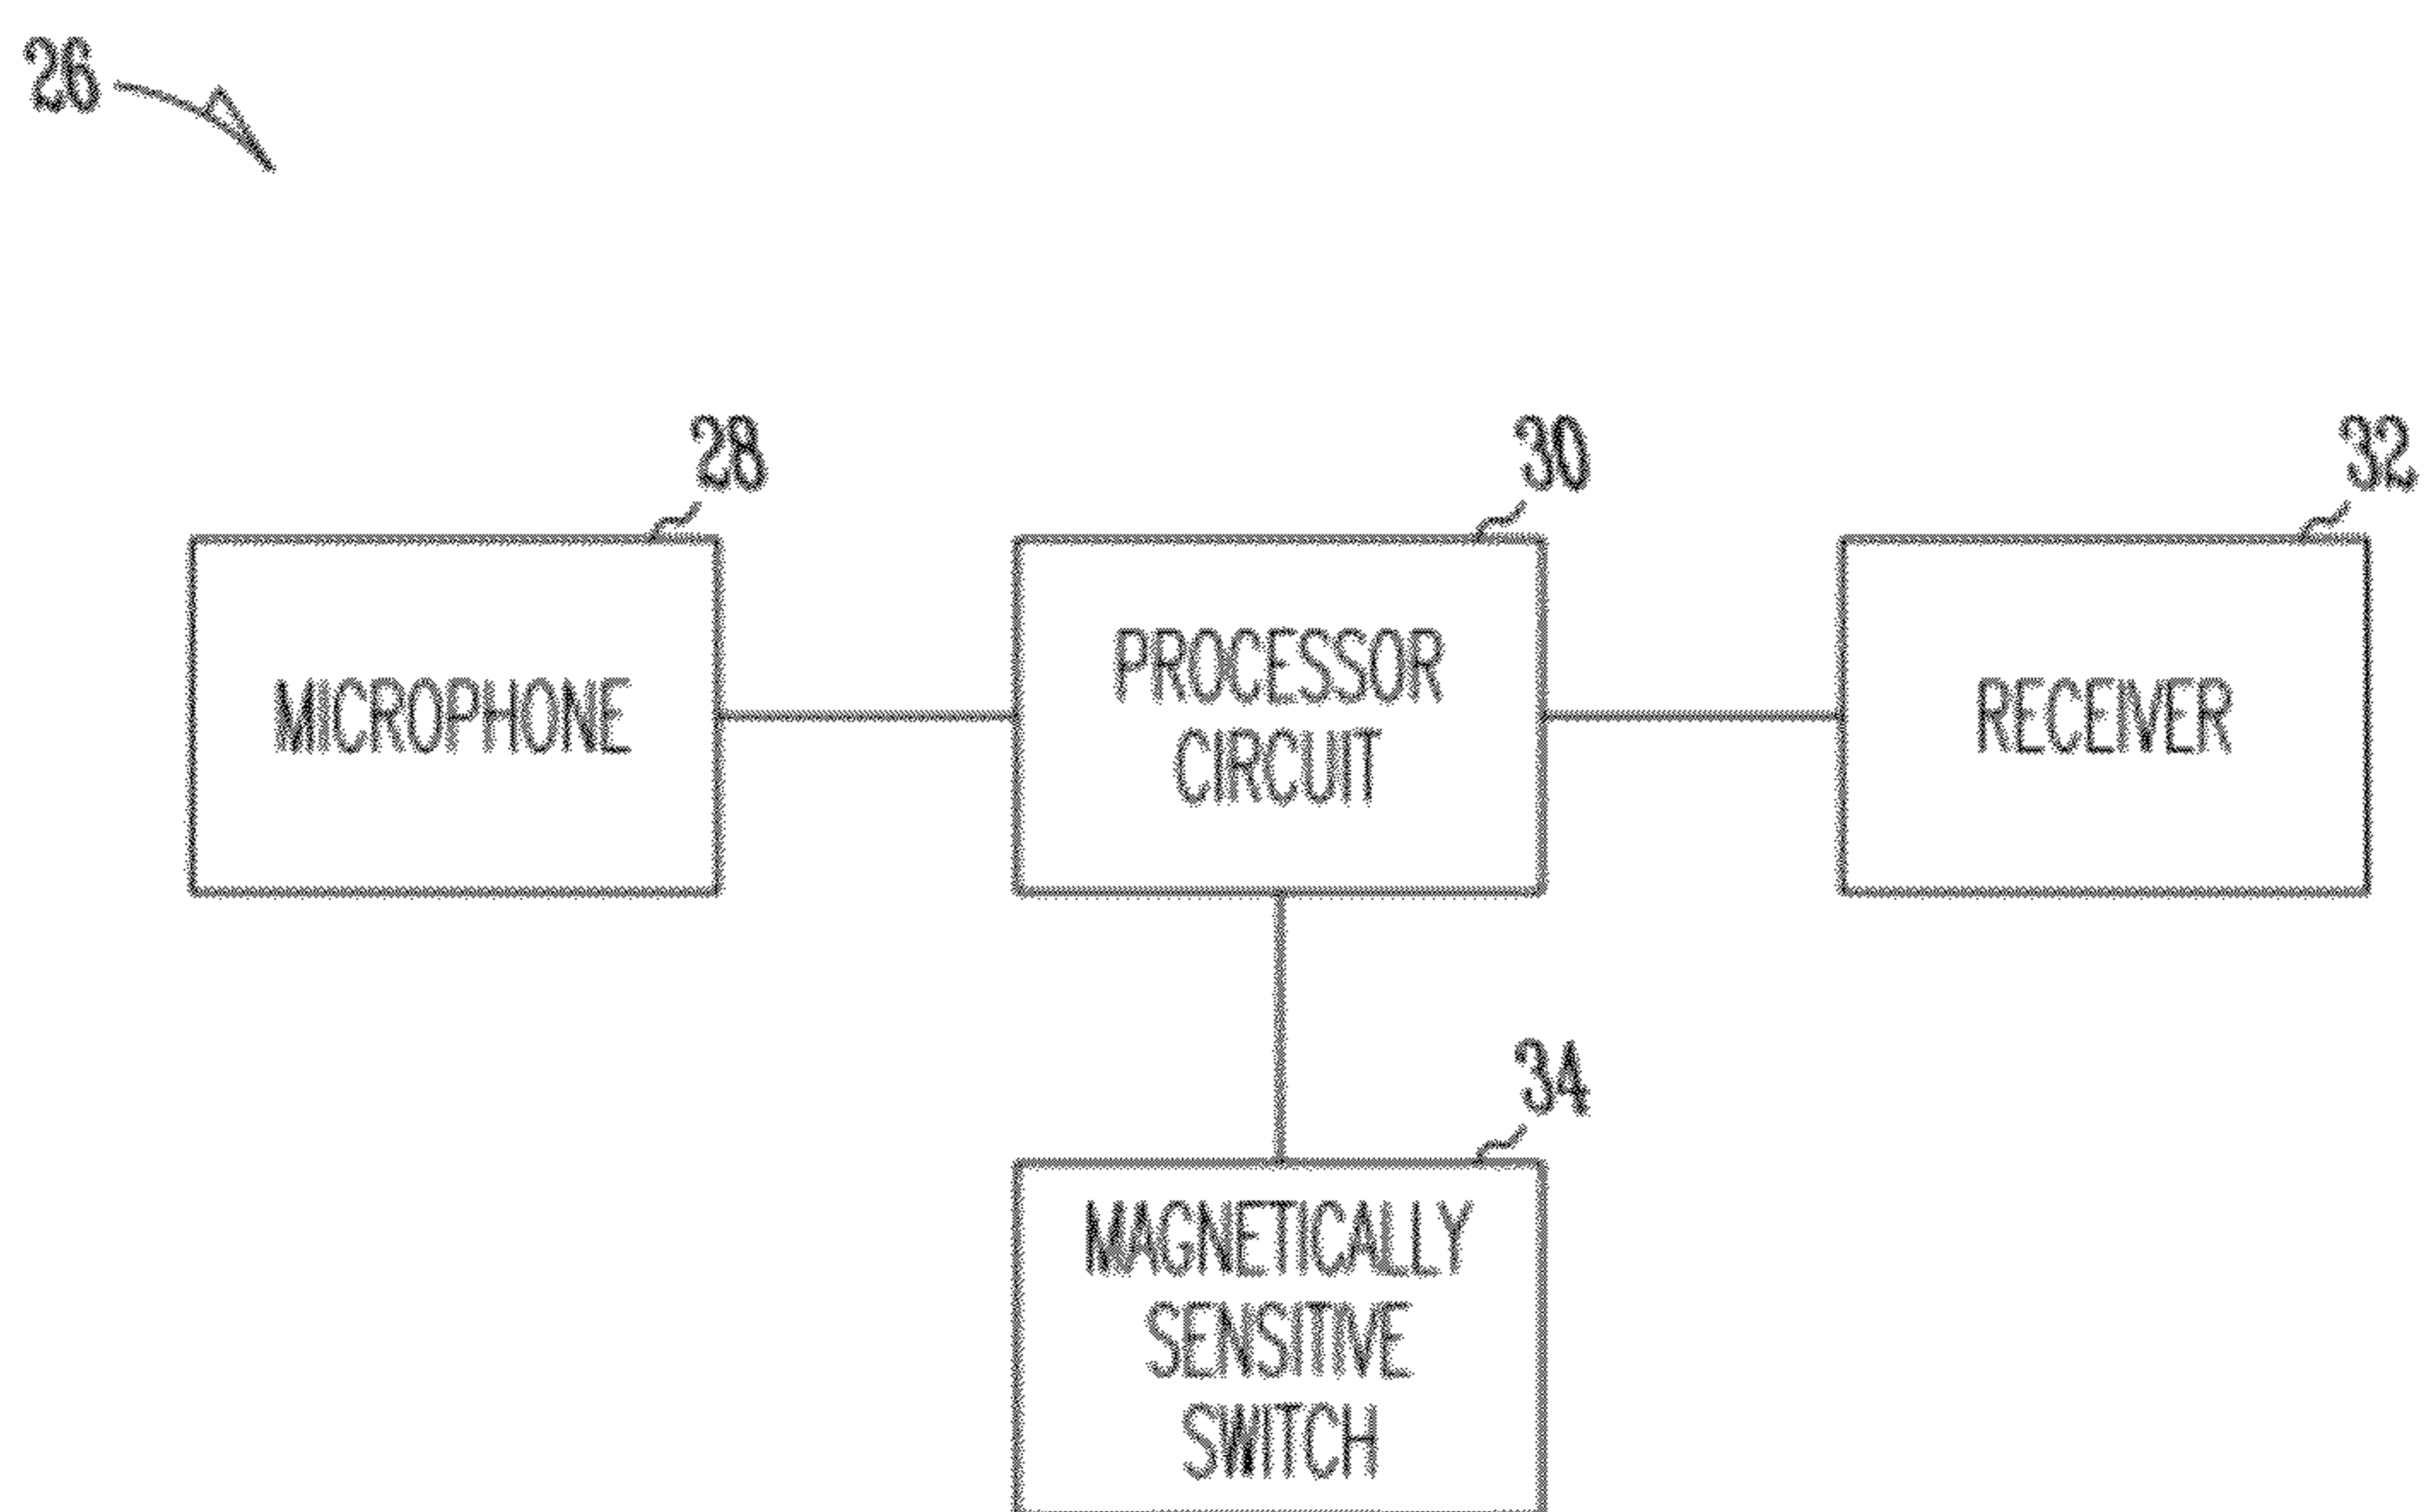 26
28
30
32
MICROPHONE
PROCESSOR
CIRCUIT
RECEIVER
34
MAGNETICALLY
SENSITIVE
SWITCH